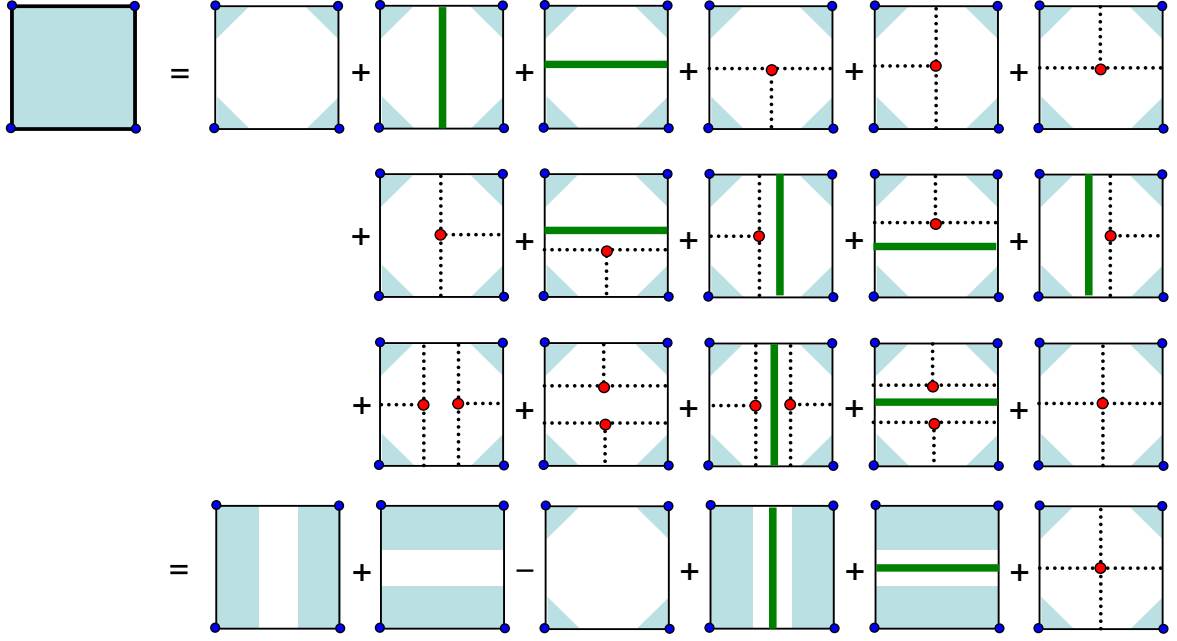 = + + + + +
+ + + + +
+ + + + +
= + − + + +